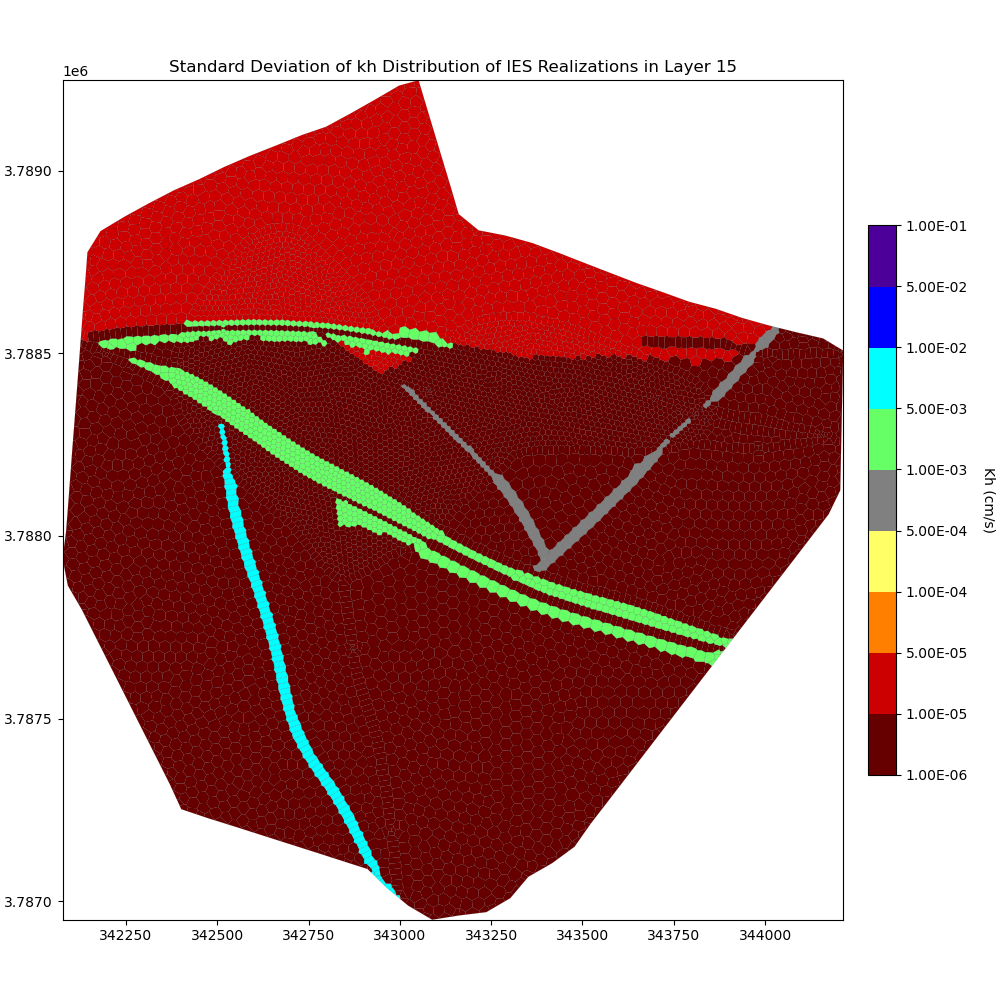 Standard Deviation of kh Distribution of IES Realizations in Layer 15
1e6
3.7890
3.7885
3.7880
3.7875
3.7870
342250 342500 342750 343000 343250 343500 343750 344000
1.00E-01
5.00E-02
1.00E-02
5.00E-03
1.00E-03
5.00E-04
1.00E-04
5.00E-05
1.00E-05
1.00E-06
Kh (cm/s)